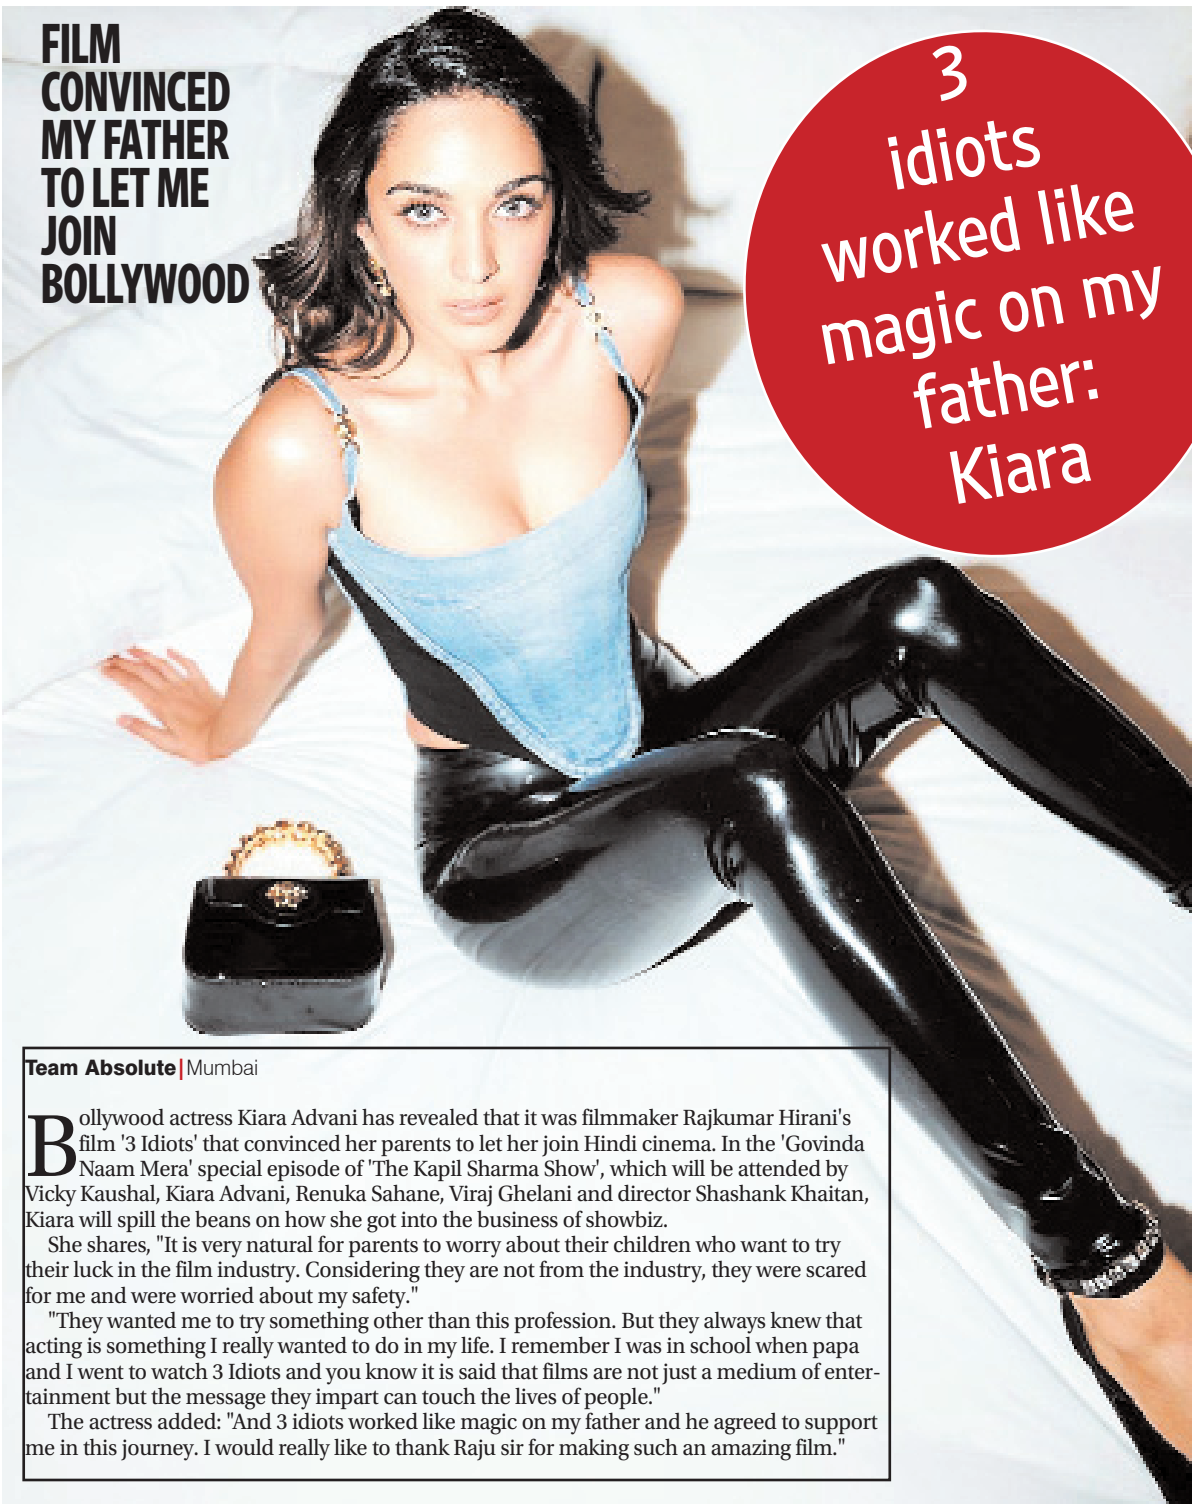 FILM
CONVINCED
MY FATHER
TO LET ME
JOIN
BOLLYWOOD
3
idiots
worked like
magic on my
father:
Kiara
Team Absolute|Mumbai
Bollywood actress Kiara Advani has revealed that it was filmmaker Rajkumar Hirani's
film '3 Idiots' that convinced her parents to let her join Hindi cinema. In the 'Govinda
Naam Mera' special episode of 'The Kapil Sharma Show', which will be attended by
Vicky Kaushal, Kiara Advani, Renuka Sahane, Viraj Ghelani and director Shashank Khaitan,
Kiara will spill the beans on how she got into the business of showbiz.
She shares, "It is very natural for parents to worry about their children who want to try
their luck in the film industry. Considering they are not from the industry, they were scared
for me and were worried about my safety."
"They wanted me to try something other than this profession. But they always knew that
acting is something I really wanted to do in my life. I remember I was in school when papa
and I went to watch 3 Idiots and you know it is said that films are not just a medium of enter-
tainment but the message they impart can touch the lives of people."
The actress added: "And 3 idiots worked like magic on my father and he agreed to support
me in this journey. I would really like to thank Raju sir for making such an amazing film."